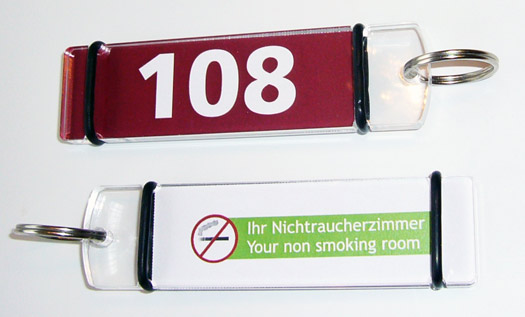 108
Ihr Nichtraucherzimmer
Your non smoking room